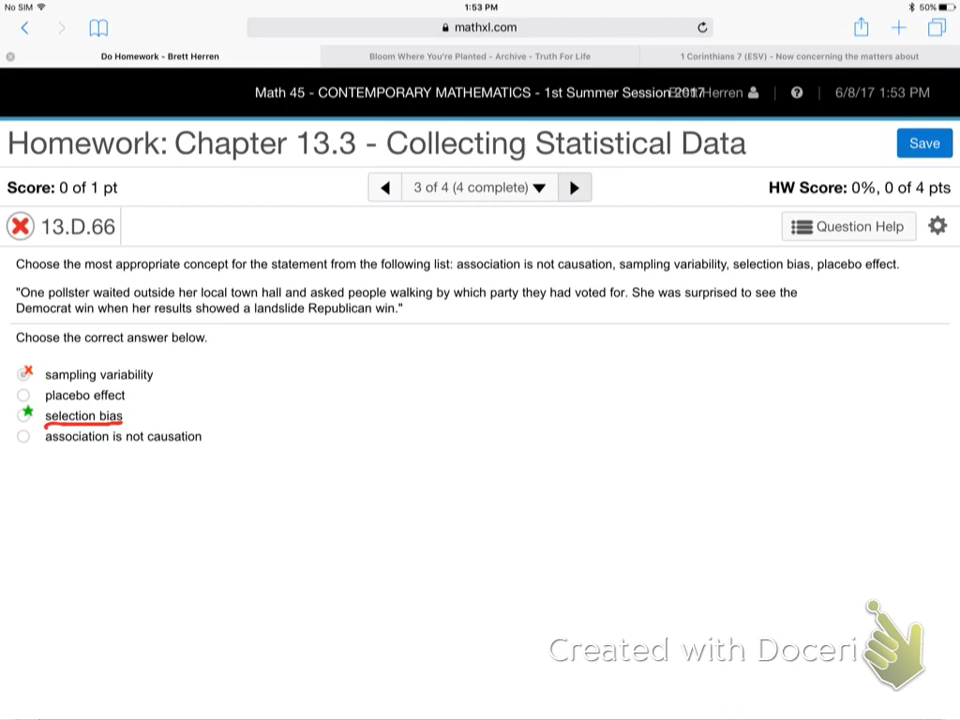 No SIM 1:53 PM 50%
mathxl.com
Do Homework - Brett Herren Bloom Where You're Planted - Archive - Truth For Life 1 Corinthians 7 (ESV) - Now concerning the matters about
Math 45 - CONTEMPORARY MATHEMATICS - 1st Summer Session 2017 Herren 6/8/17 1:53 PM
Homework: Chapter 13.3 - Collecting Statistical Data Save
Score: 0 of 1 pt 3 of 4 (4 complete) HW Score: 0%, 0 of 4 pts
13.D.66 Question Help
Choose the most appropriate concept for the statement from the following list: association is not causation, sampling variability, selection bias, placebo effect.
"One pollster waited outside her local town hall and asked people walking by which party they had voted for. She was surprised to see the
Democrat win when her results showed a landslide Republican win."
Choose the correct answer below.
sampling variability
placebo effect
selection bias
association is not causation
Created with Doceri